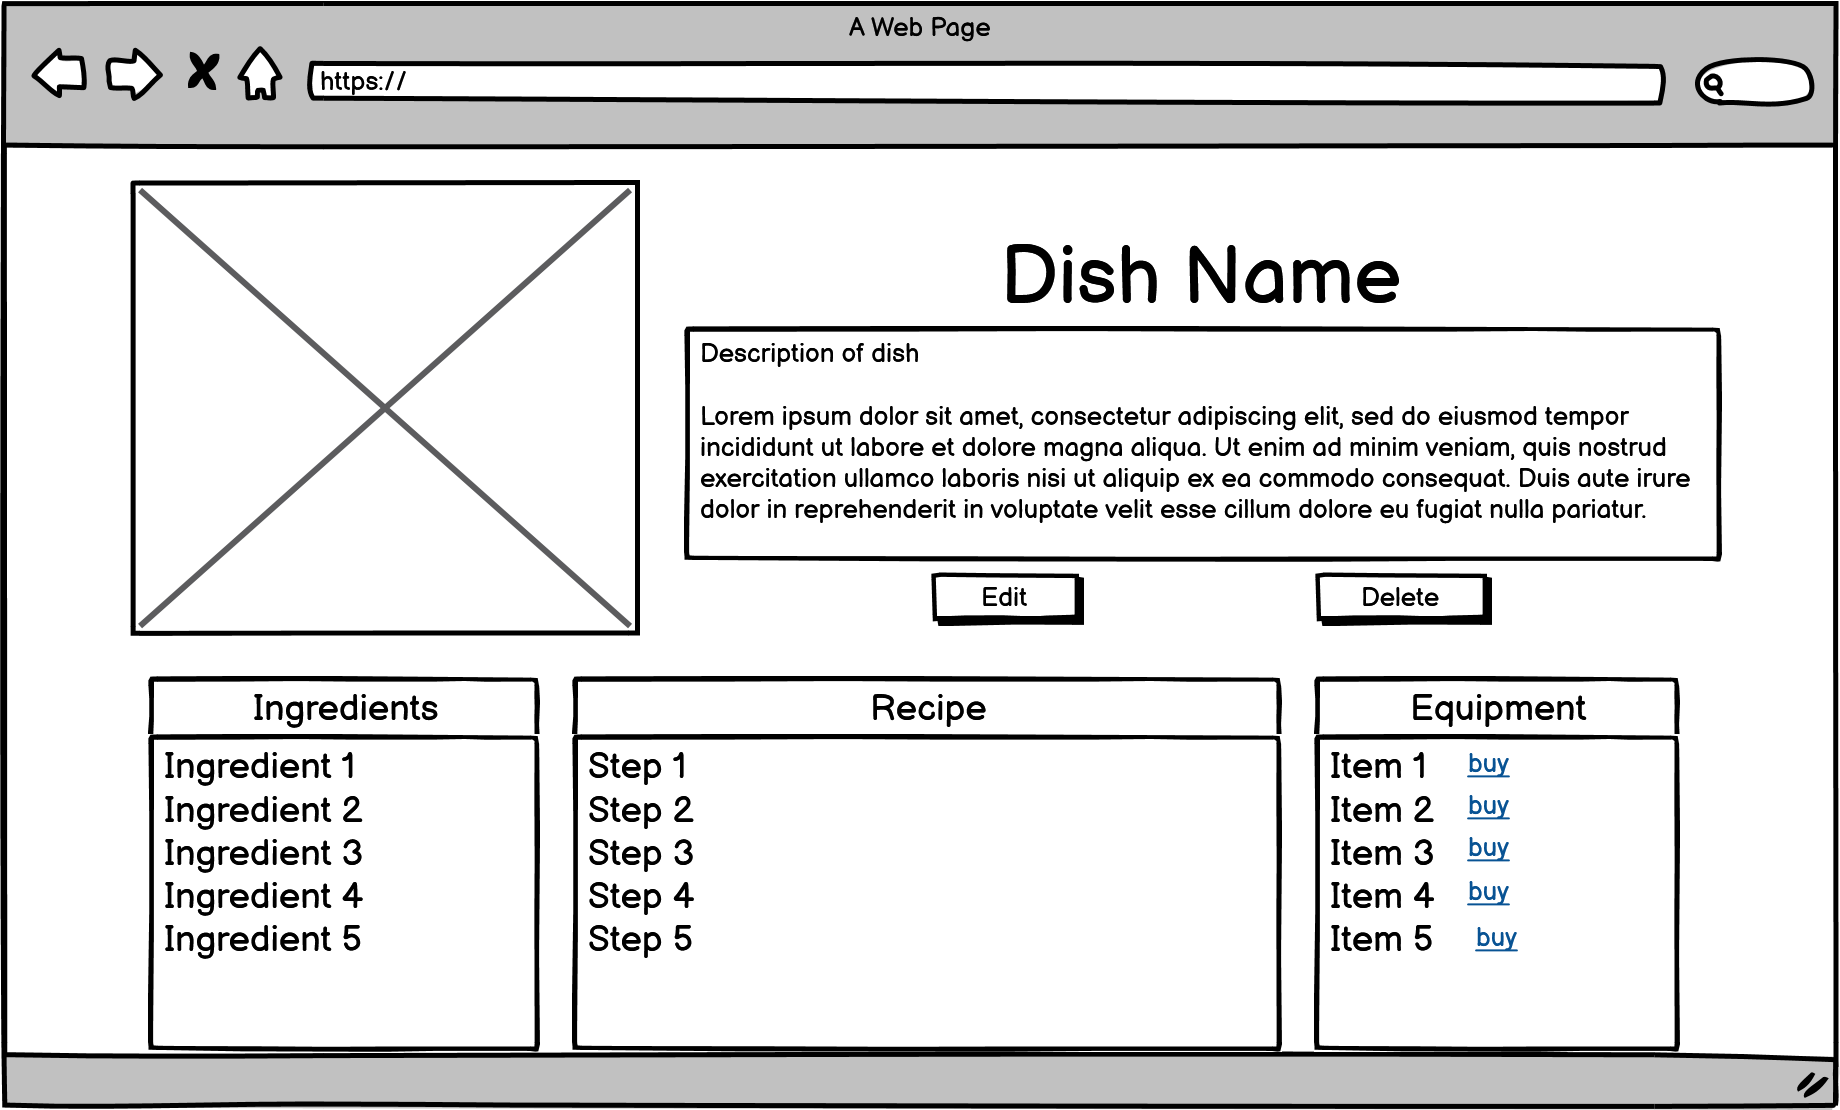 A Web Page
https://
Dish Name
Description of dish
Lorem ipsum dolor sit amet, consectetur adipiscing elit, sed do eiusmod tempor
incididunt ut labore et dolore magna aliqua. Ut enim ad minim veniam, quis nostrud
exercitation ullamco laboris nisi ut aliquip ex ea commodo consequat. Duis aute irure
dolor in reprehenderit in voluptate velit esse cillum dolore eu fugiat nulla pariatur.
Edit
Delete
Ingredients
Ingredient 1
Ingredient 2
Ingredient 3
Ingredient 4
Ingredient 5
Recipe
Step 1
Step 2
Step 3
Step 4
Step 5
Equipment
Item 1 buy
Item 2 buy
Item 3 buy
Item 4 buy
Item 5 buy